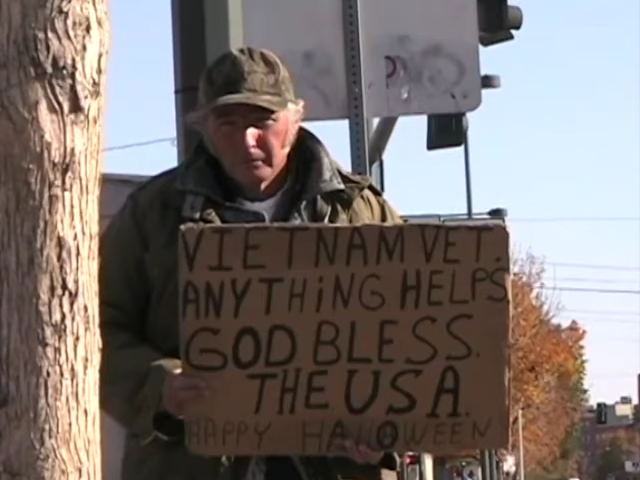 VIETNAM VET.
ANYTHING HELPS
GOD BLESS.
THE USA.
HAPPY HALLOWEEN